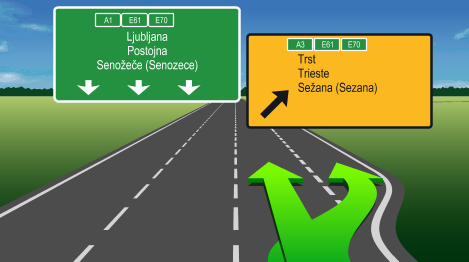 A1 E61 E70
Ljubljana
Postojna
Senožeče (Senozece)
A3 E61 E70
Trst
Trieste
Sežana (Sezana)